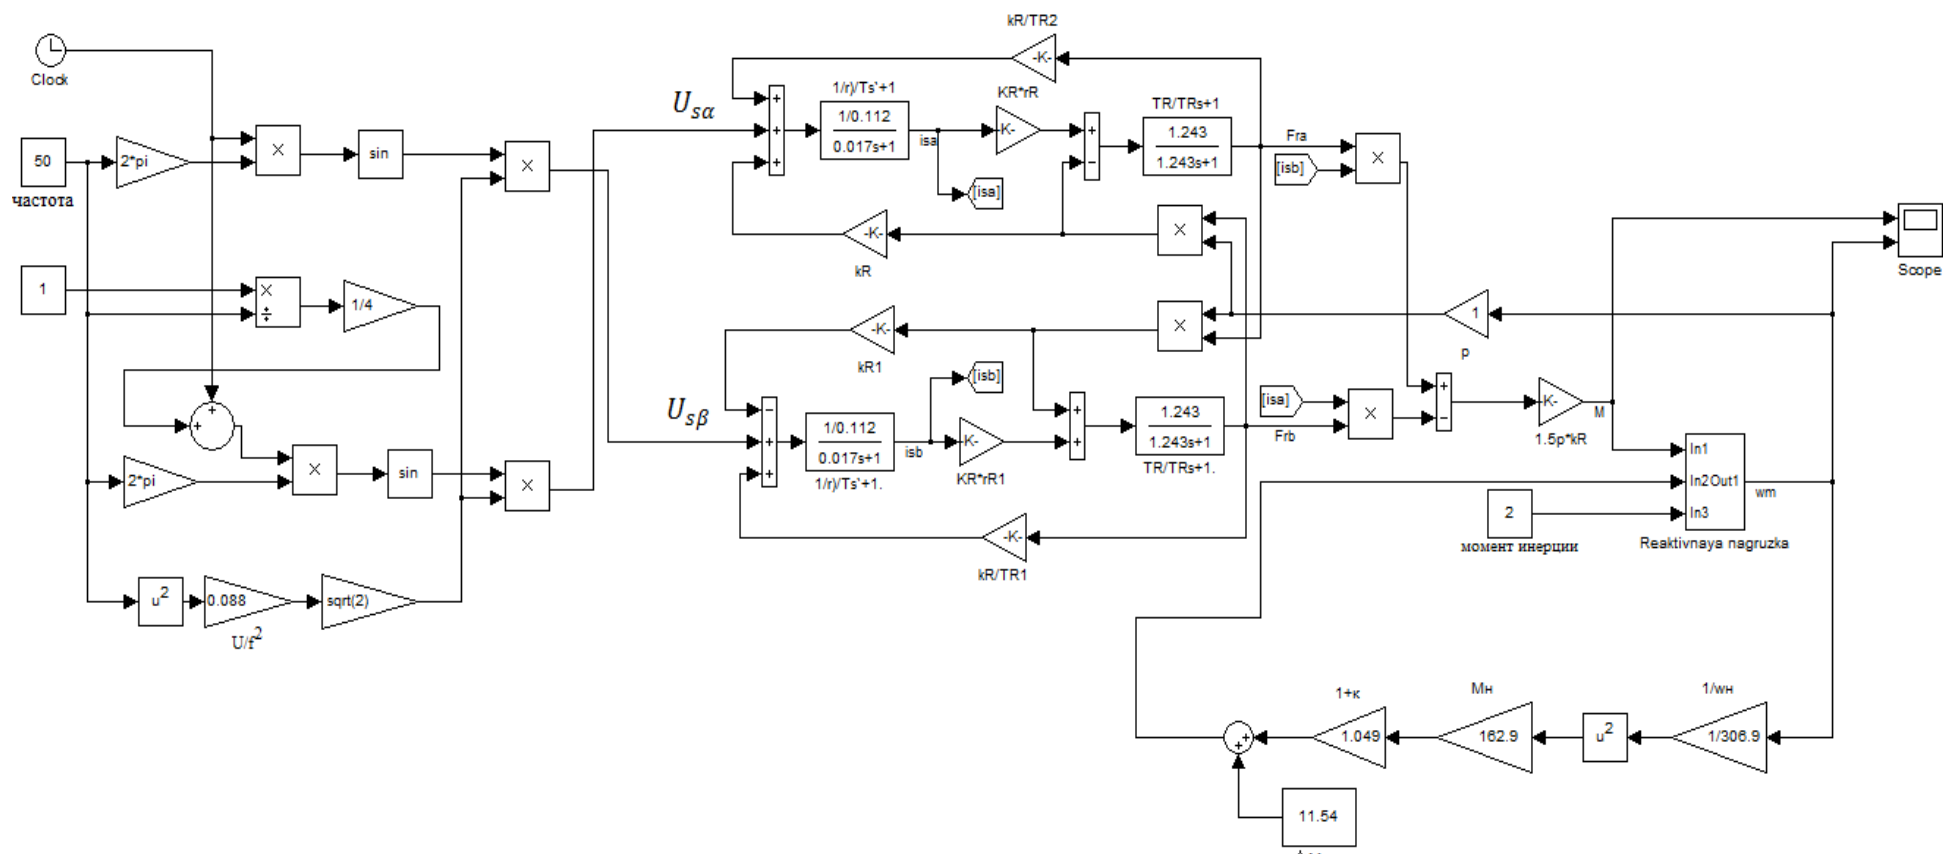 Clock
50
частота
2*pi
×
sin
×
1
×
÷
1/4
+
+
2*pi
×
sin
×
u²
0.088
U/f²
sqrt(2)
kR/TR2
-K-
Usα
+
+
+
1/r)/Ts'+1
1/0.112
0.017s+1
isa
KR*rR
K-
[isa]
+
−
TR/TRs+1
1.243
1.243s+1
Fra
[isb]
×
-K-
kR
×
-K-
kR1
×
Usβ
−
+
+
1/0.112
0.017s+1
1/r)/Ts'+1.
isb
[isb]
K-
KR*rR1
+
+
1.243
1.243s+1
TR/TRs+1.
[isa]
Frb
×
-K-
kR/TR1
1
p
+
−
K-
1.5p*kR
M
Scope
In1
In2
Out1
In3
Reaktivnaya nagruzka
wm
2
момент инерции
1/wн
1/306.9
u²
Мн
162.9
1+к
1.049
+
+
11.54